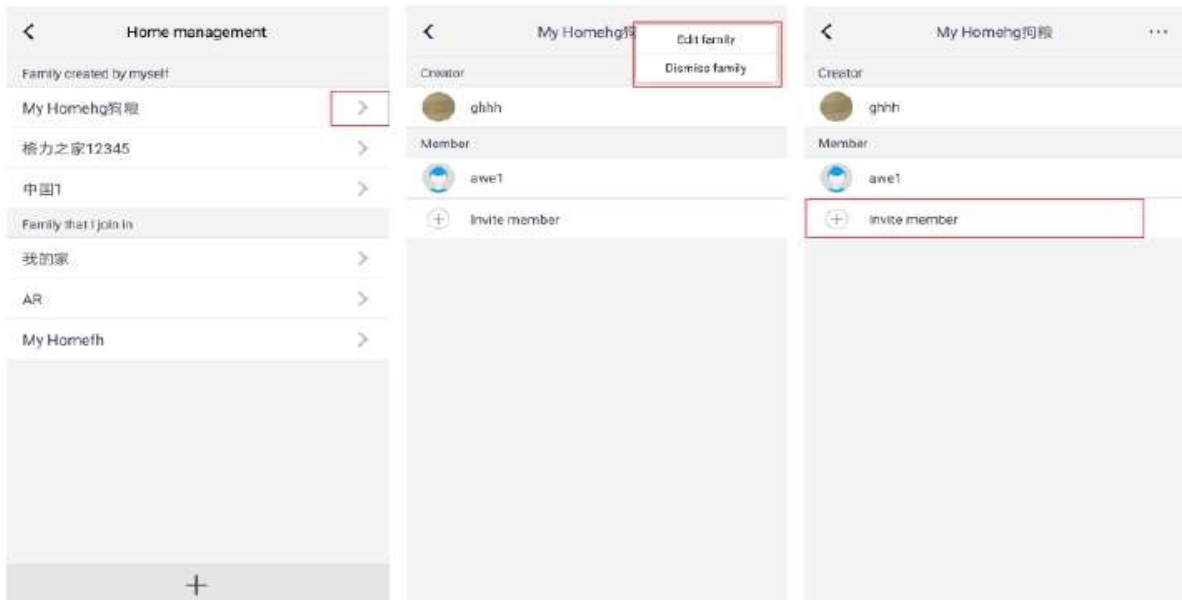 Home management
Family created by myself
My Homehg狗粮
格力之家12345
中国1
Family that I join in
我的家
AR
My Homefh
My Homehg狗
Edit family
Dismiss family
Creator
ghhh
Member
awe1
Invite member
My Homehg狗粮
Creator
ghhh
Member
awe1
Invite member